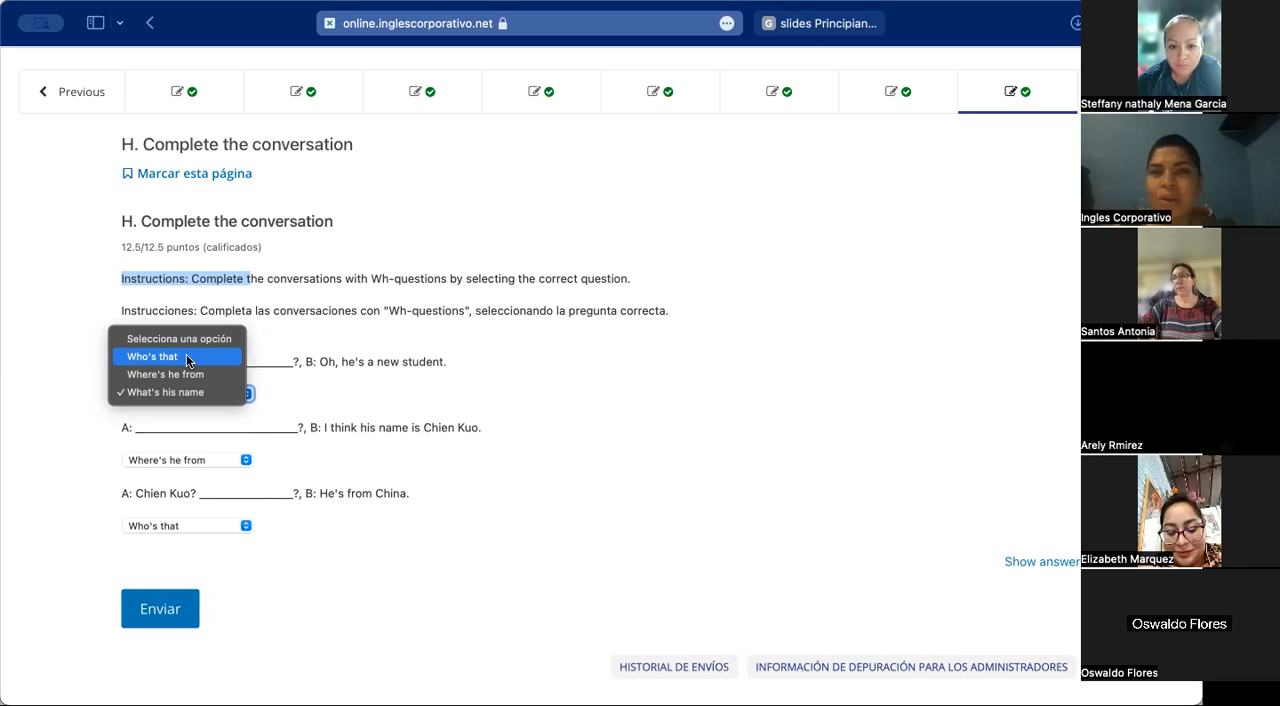 online.inglescorporativo.net
G slides Principian...
Previous
H. Complete the conversation
Marcar esta página
H. Complete the conversation
12.5/12.5 puntos (calificados)
Instructions: Complete the conversations with Wh-questions by selecting the correct question.
Instrucciones: Completa las conversaciones con "Wh-questions", seleccionando la pregunta correcta.
Selecciona una opción
Who's that
Where's he from
✓ What's his name
?, B: Oh, he's a new student.
A: __________________________?, B: I think his name is Chien Kuo.
Where's he from
A: Chien Kuo? _______________?, B: He's from China.
Who's that
Show answer
Enviar
HISTORIAL DE ENVÍOS
INFORMACIÓN DE DEPURACIÓN PARA LOS ADMINISTRADORES
Steffany nathaly Mena Garcia
Ingles Corporativo
Santos Antonia
Arely Rmirez
Elizabeth Marquez
Oswaldo Flores
Oswaldo Flores